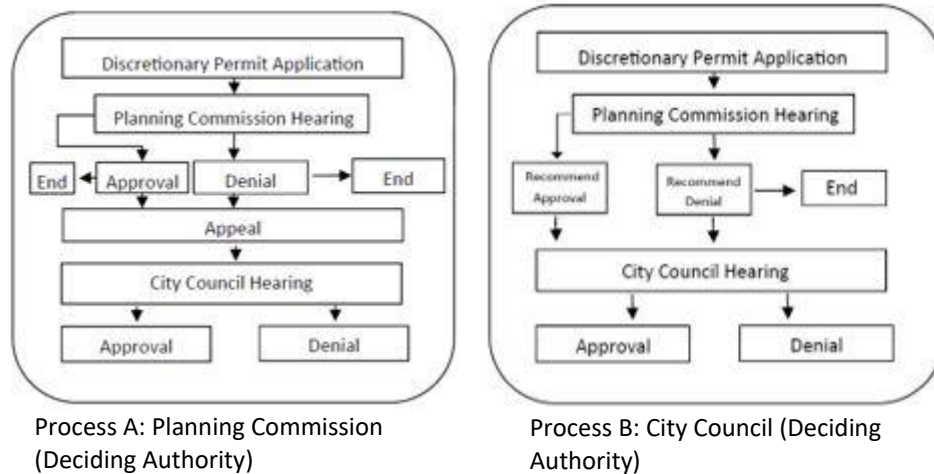 Discretionary Permit Application
Planning Commission Hearing
End
Approval
Denial
End
Appeal
City Council Hearing
Approval
Denial
Process A: Planning Commission
(Deciding Authority)
Discretionary Permit Application
Planning Commission Hearing
Recommend
Approval
Recommend
Denial
End
City Council Hearing
Approval
Denial
Process B: City Council (Deciding
Authority)